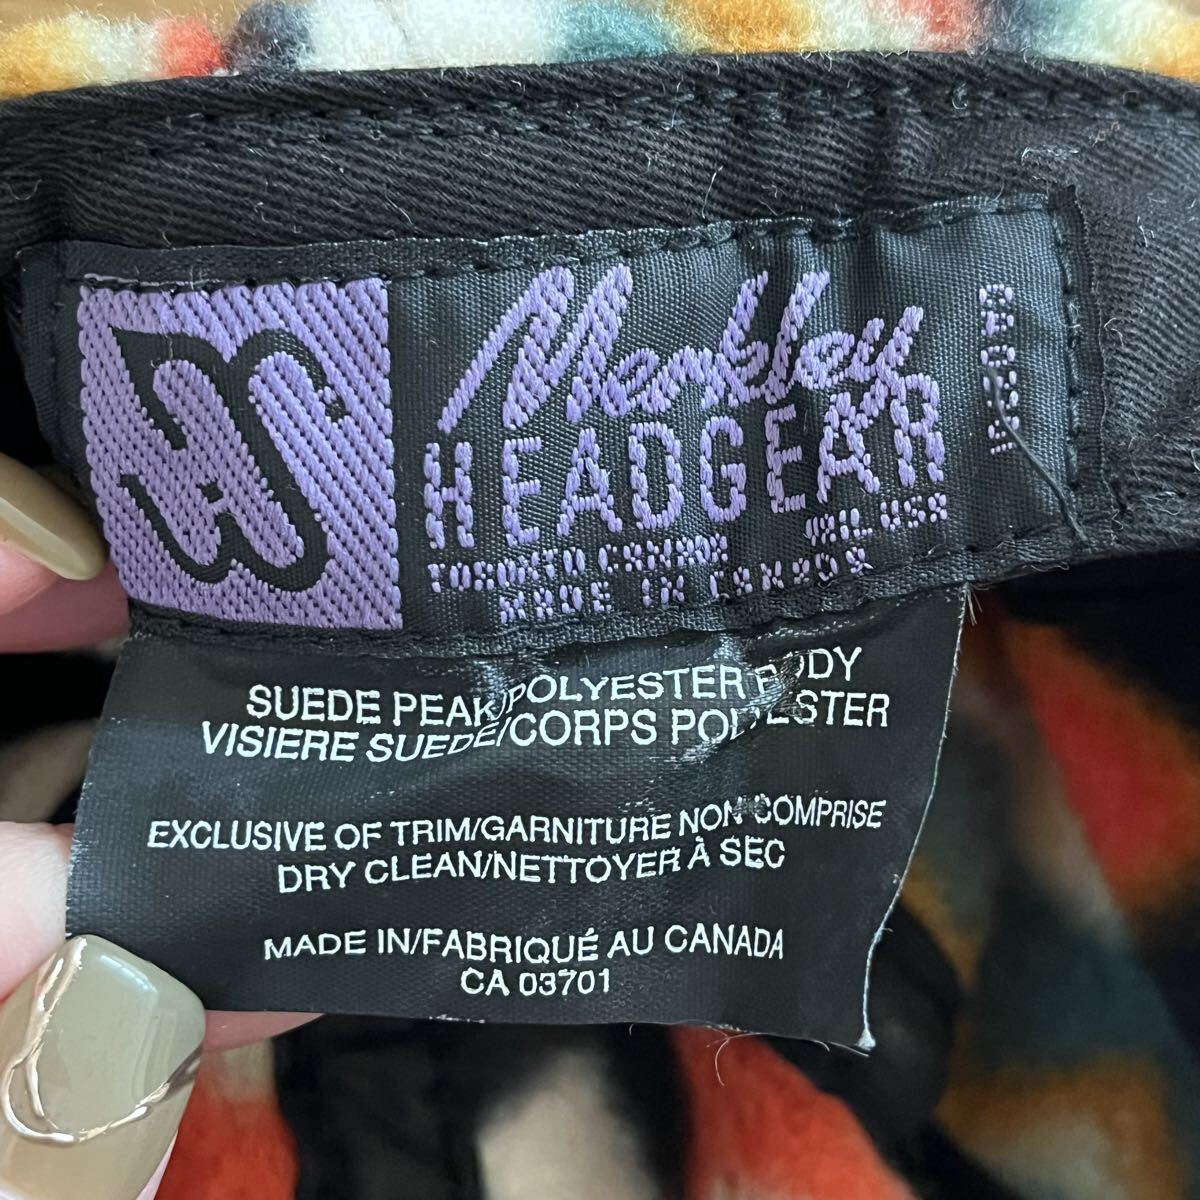 Merkley
HEADGEAR
TORONTO CANADA
MADE IN CANADA
SUEDE PEAK/POLYESTER BODY
VISIERE SUEDE/CORPS POLYESTER
EXCLUSIVE OF TRIM/GARNITURE NON COMPRISE
DRY CLEAN/NETTOYER À SEC
MADE IN/FABRIQUÉ AU CANADA
CA 03701